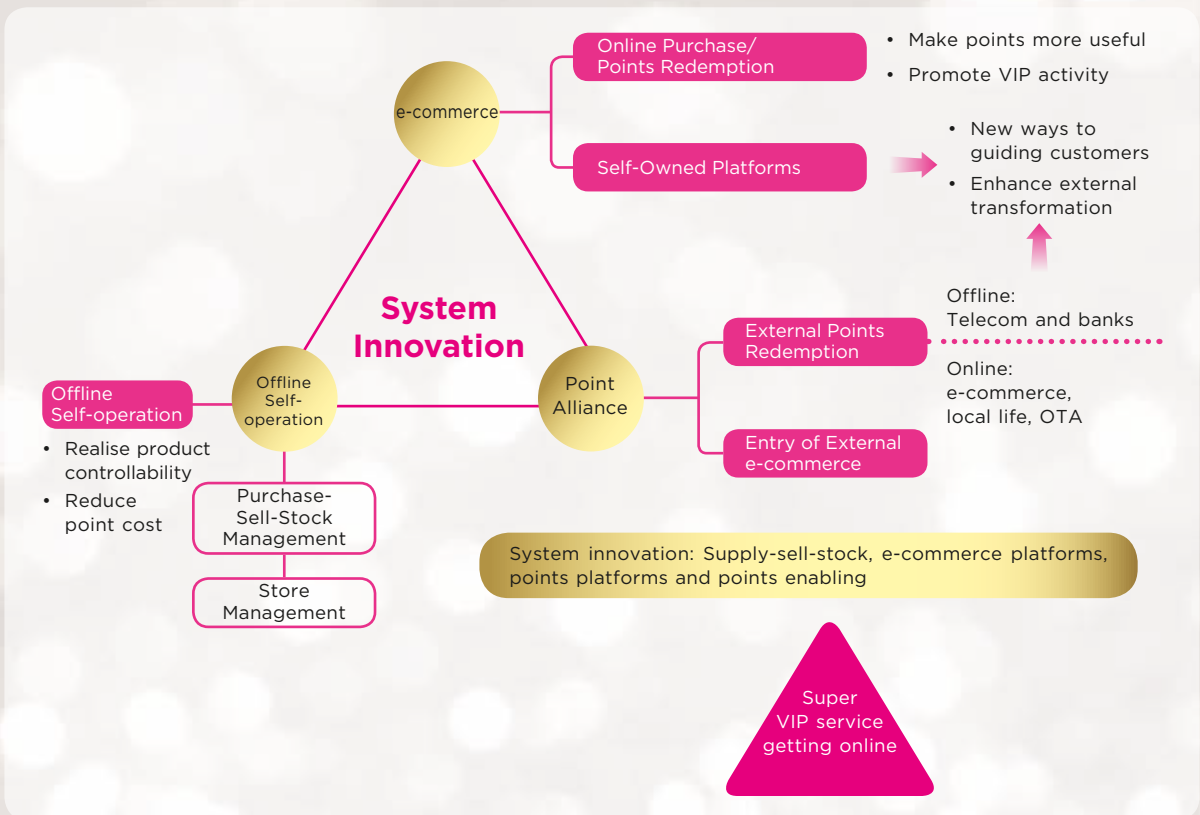 e-commerce
Online Purchase/
Points Redemption
• Make points more useful
• Promote VIP activity
Self-Owned Platforms
• New ways to
guiding customers
• Enhance external
transformation
System
Innovation
Offline
Self-operation
• Realise product
controllability
• Reduce
point cost
Offline
Self-
operation
Purchase-
Sell-Stock
Management
Store
Management
Point
Alliance
External Points
Redemption
Offline:
Telecom and banks
Online:
e-commerce,
local life, OTA
Entry of External
e-commerce
System innovation: Supply-sell-stock, e-commerce platforms,
points platforms and points enabling
Super
VIP service
getting online